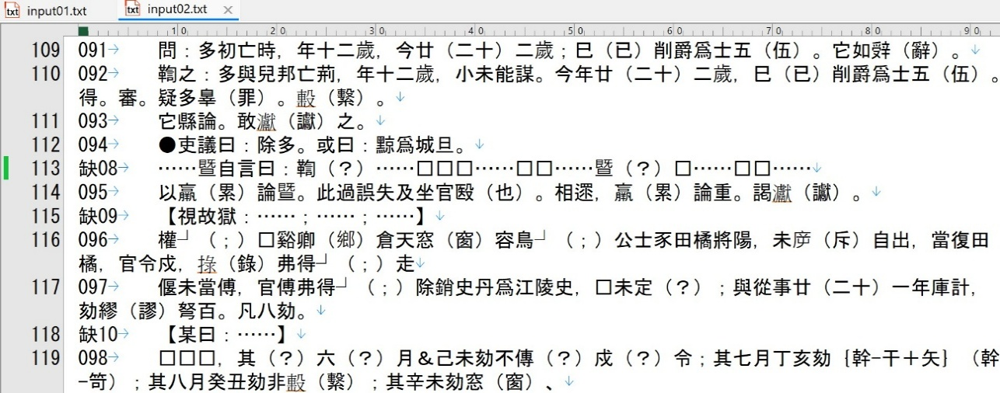 input01.txt input02.txt
10 20 30 40 50 60 70 80 90
109 091→ 問：多初亡時，年十二歲，今廿（二十）二歲；巳（已）削爵爲士五（伍）。它如辤（辭）。↓
110 092→ 鞫之：多與兒邦亡荊，年十二歲，小未能謀。今年廿（二十）二歲，巳（已）削爵爲士五（伍）。
得。審。疑多辠（罪）。毄（繫）。↓
111 093→ 它縣論。敢瀛（讞）之。↓
112 094→ ●吏議曰：除多。或曰：黥爲城旦。↓
113 缺08→ ……暨自言曰：鞫（？）……□□□……□□……暨（？）□……□□……↓
114 095→ 以羸（累）論暨。此過誤失及坐官殹（也）。相遝，羸（累）論重。謁（讞）。↓
115 缺09→ 【視故獄：……；……；……】↓
116 096→ 權┘（；）□谿卿（鄉）倉天窓（窗）容鳥┘（；）公士豕田橘將陽，未庌（斥）自出，當復田
橘，官令戍，㧄（錄）弗得┘（；）走↓
117 097→ 偃未當傅，官傅弗得┘（；）除銷史丹爲江陵史，□未定（？）；與從事廿（二十）一年庫計，
劾繆（謬）弩百。凡八劾。↓
118 缺10→ 【某曰：……】↓
119 098→ □□□，其（？）六（？）月＆己未劾不傳（？）戍（？）令；其七月丁亥劾｛幹−干＋矢｝（幹
−笴）；其八月癸丑劾非毄（繫）；其辛未劾窓（窗）、↓